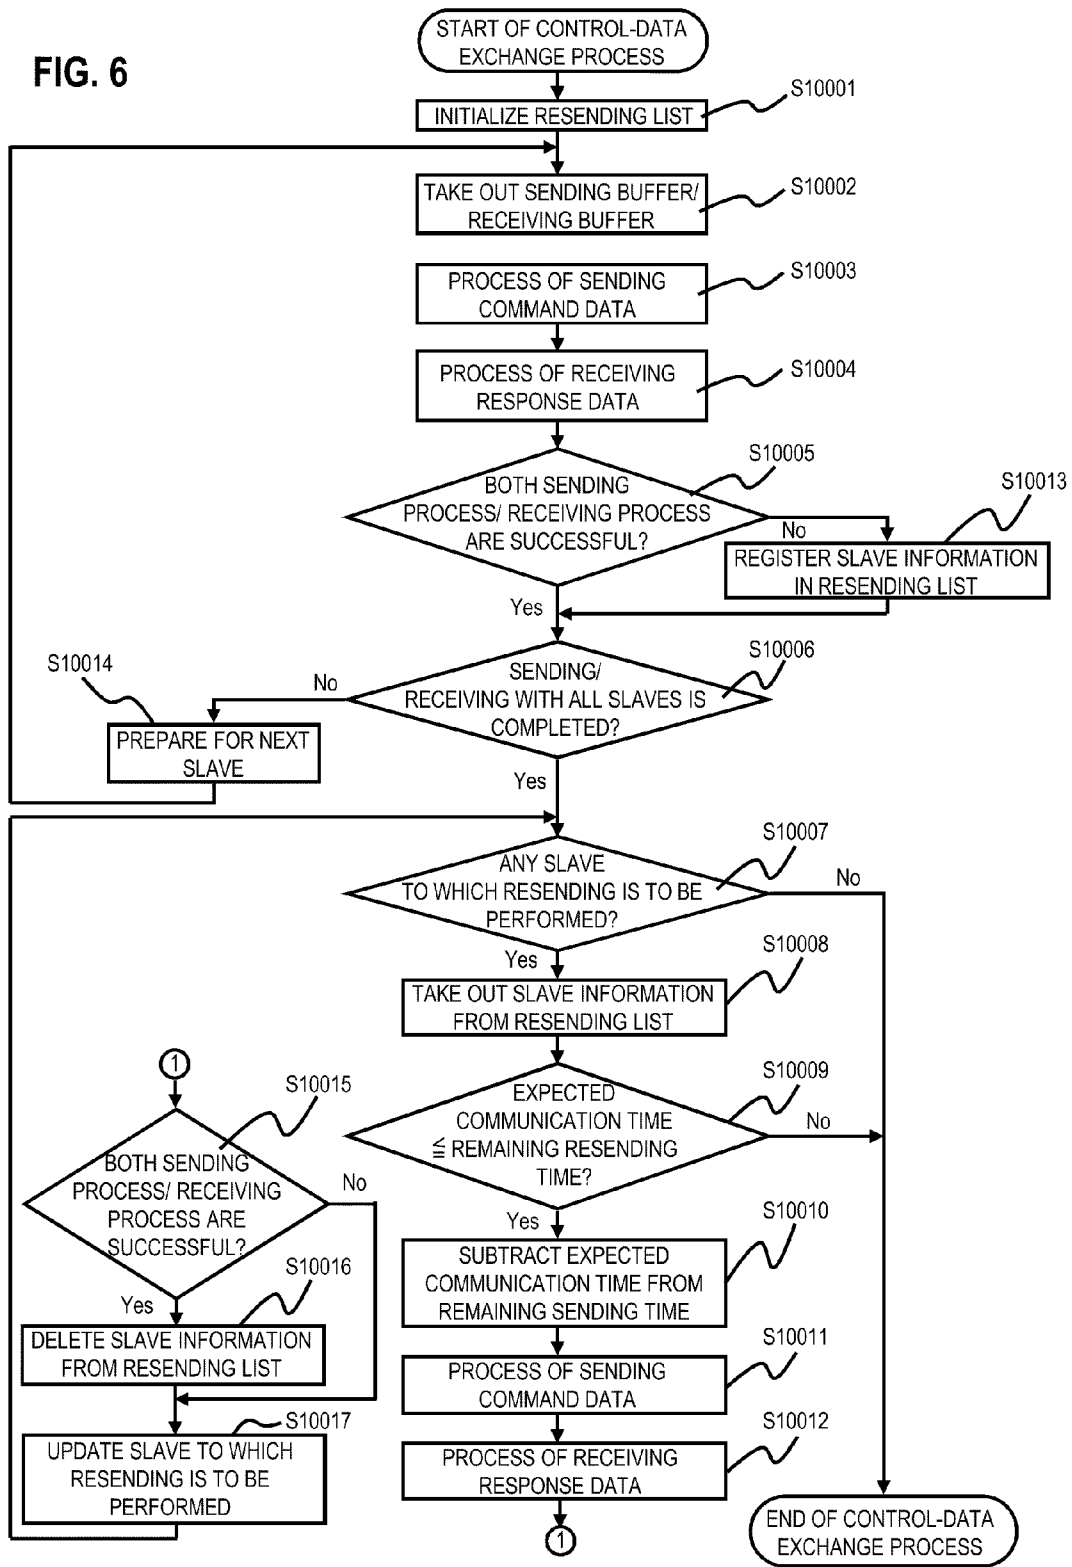 FIG. 6
START OF CONTROL-DATA
EXCHANGE PROCESS
S10001
INITIALIZE RESENDING LIST
S10002
TAKE OUT SENDING BUFFER/
RECEIVING BUFFER
S10003
PROCESS OF SENDING
COMMAND DATA
S10004
PROCESS OF RECEIVING
RESPONSE DATA
S10005
BOTH SENDING
PROCESS/ RECEIVING PROCESS
ARE SUCCESSFUL?
No
S10013
REGISTER SLAVE INFORMATION
IN RESENDING LIST
Yes
S10006
SENDING/
RECEIVING WITH ALL SLAVES IS
COMPLETED?
No
S10014
PREPARE FOR NEXT
SLAVE
Yes
S10007
ANY SLAVE
TO WHICH RESENDING IS TO BE
PERFORMED?
No
Yes
S10008
TAKE OUT SLAVE INFORMATION
FROM RESENDING LIST
S10009
EXPECTED
COMMUNICATION TIME
≦ REMAINING RESENDING
TIME?
No
Yes
S10010
SUBTRACT EXPECTED
COMMUNICATION TIME FROM
REMAINING SENDING TIME
S10011
PROCESS OF SENDING
COMMAND DATA
S10012
PROCESS OF RECEIVING
RESPONSE DATA
1
1
S10015
BOTH SENDING
PROCESS/ RECEIVING
PROCESS ARE
SUCCESSFUL?
No
Yes
S10016
DELETE SLAVE INFORMATION
FROM RESENDING LIST
S10017
UPDATE SLAVE TO WHICH
RESENDING IS TO BE
PERFORMED
END OF CONTROL-DATA
EXCHANGE PROCESS